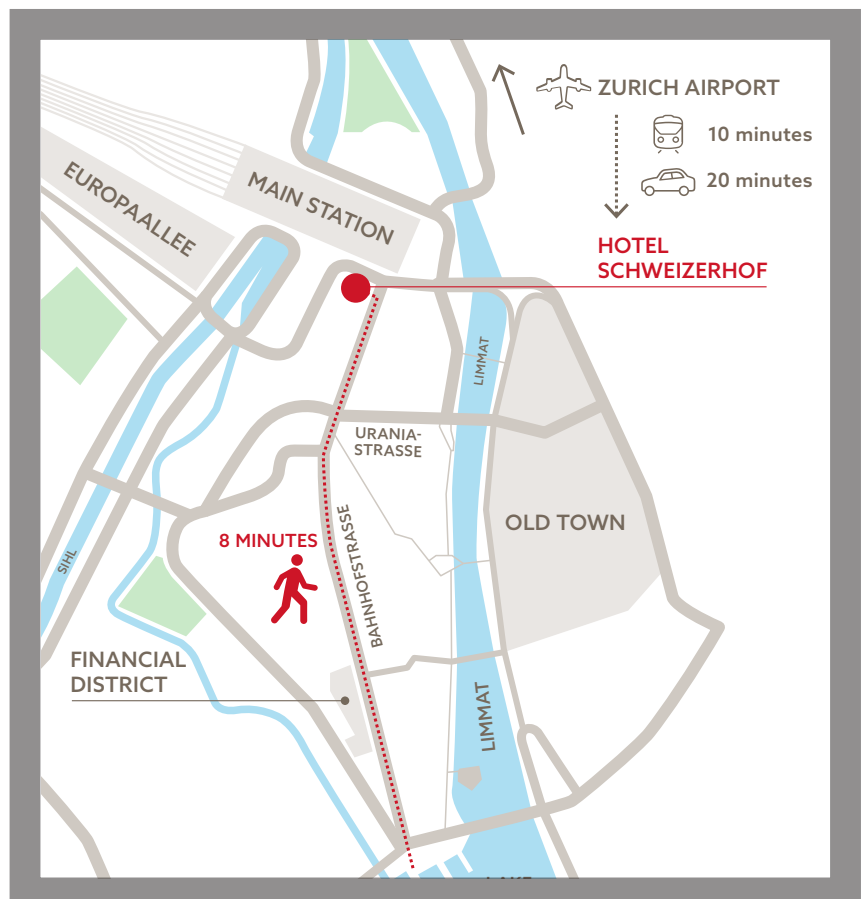 ZURICH AIRPORT
10 minutes
20 minutes
EUROPAALLEE
MAIN STATION
HOTEL
SCHWEIZERHOF
LIMMAT
URANIA-
STRASSE
OLD TOWN
8 MINUTES
BAHNHOFSTRASSE
SIHL
FINANCIAL
DISTRICT
LIMMAT